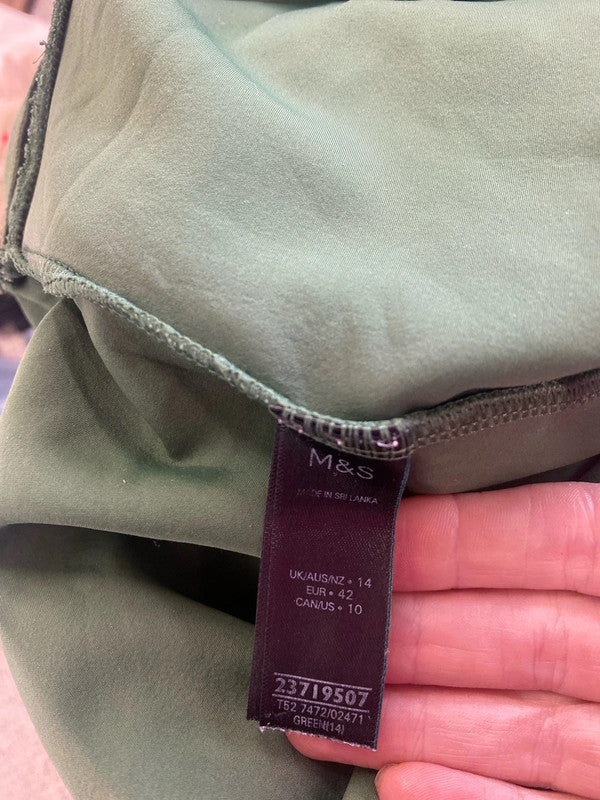 M&S
MADE IN SRI LANKA
UK/AUS/NZ • 14
EUR • 42
CAN/US • 10
23719507
T52 7472/02471
GREEN(14)